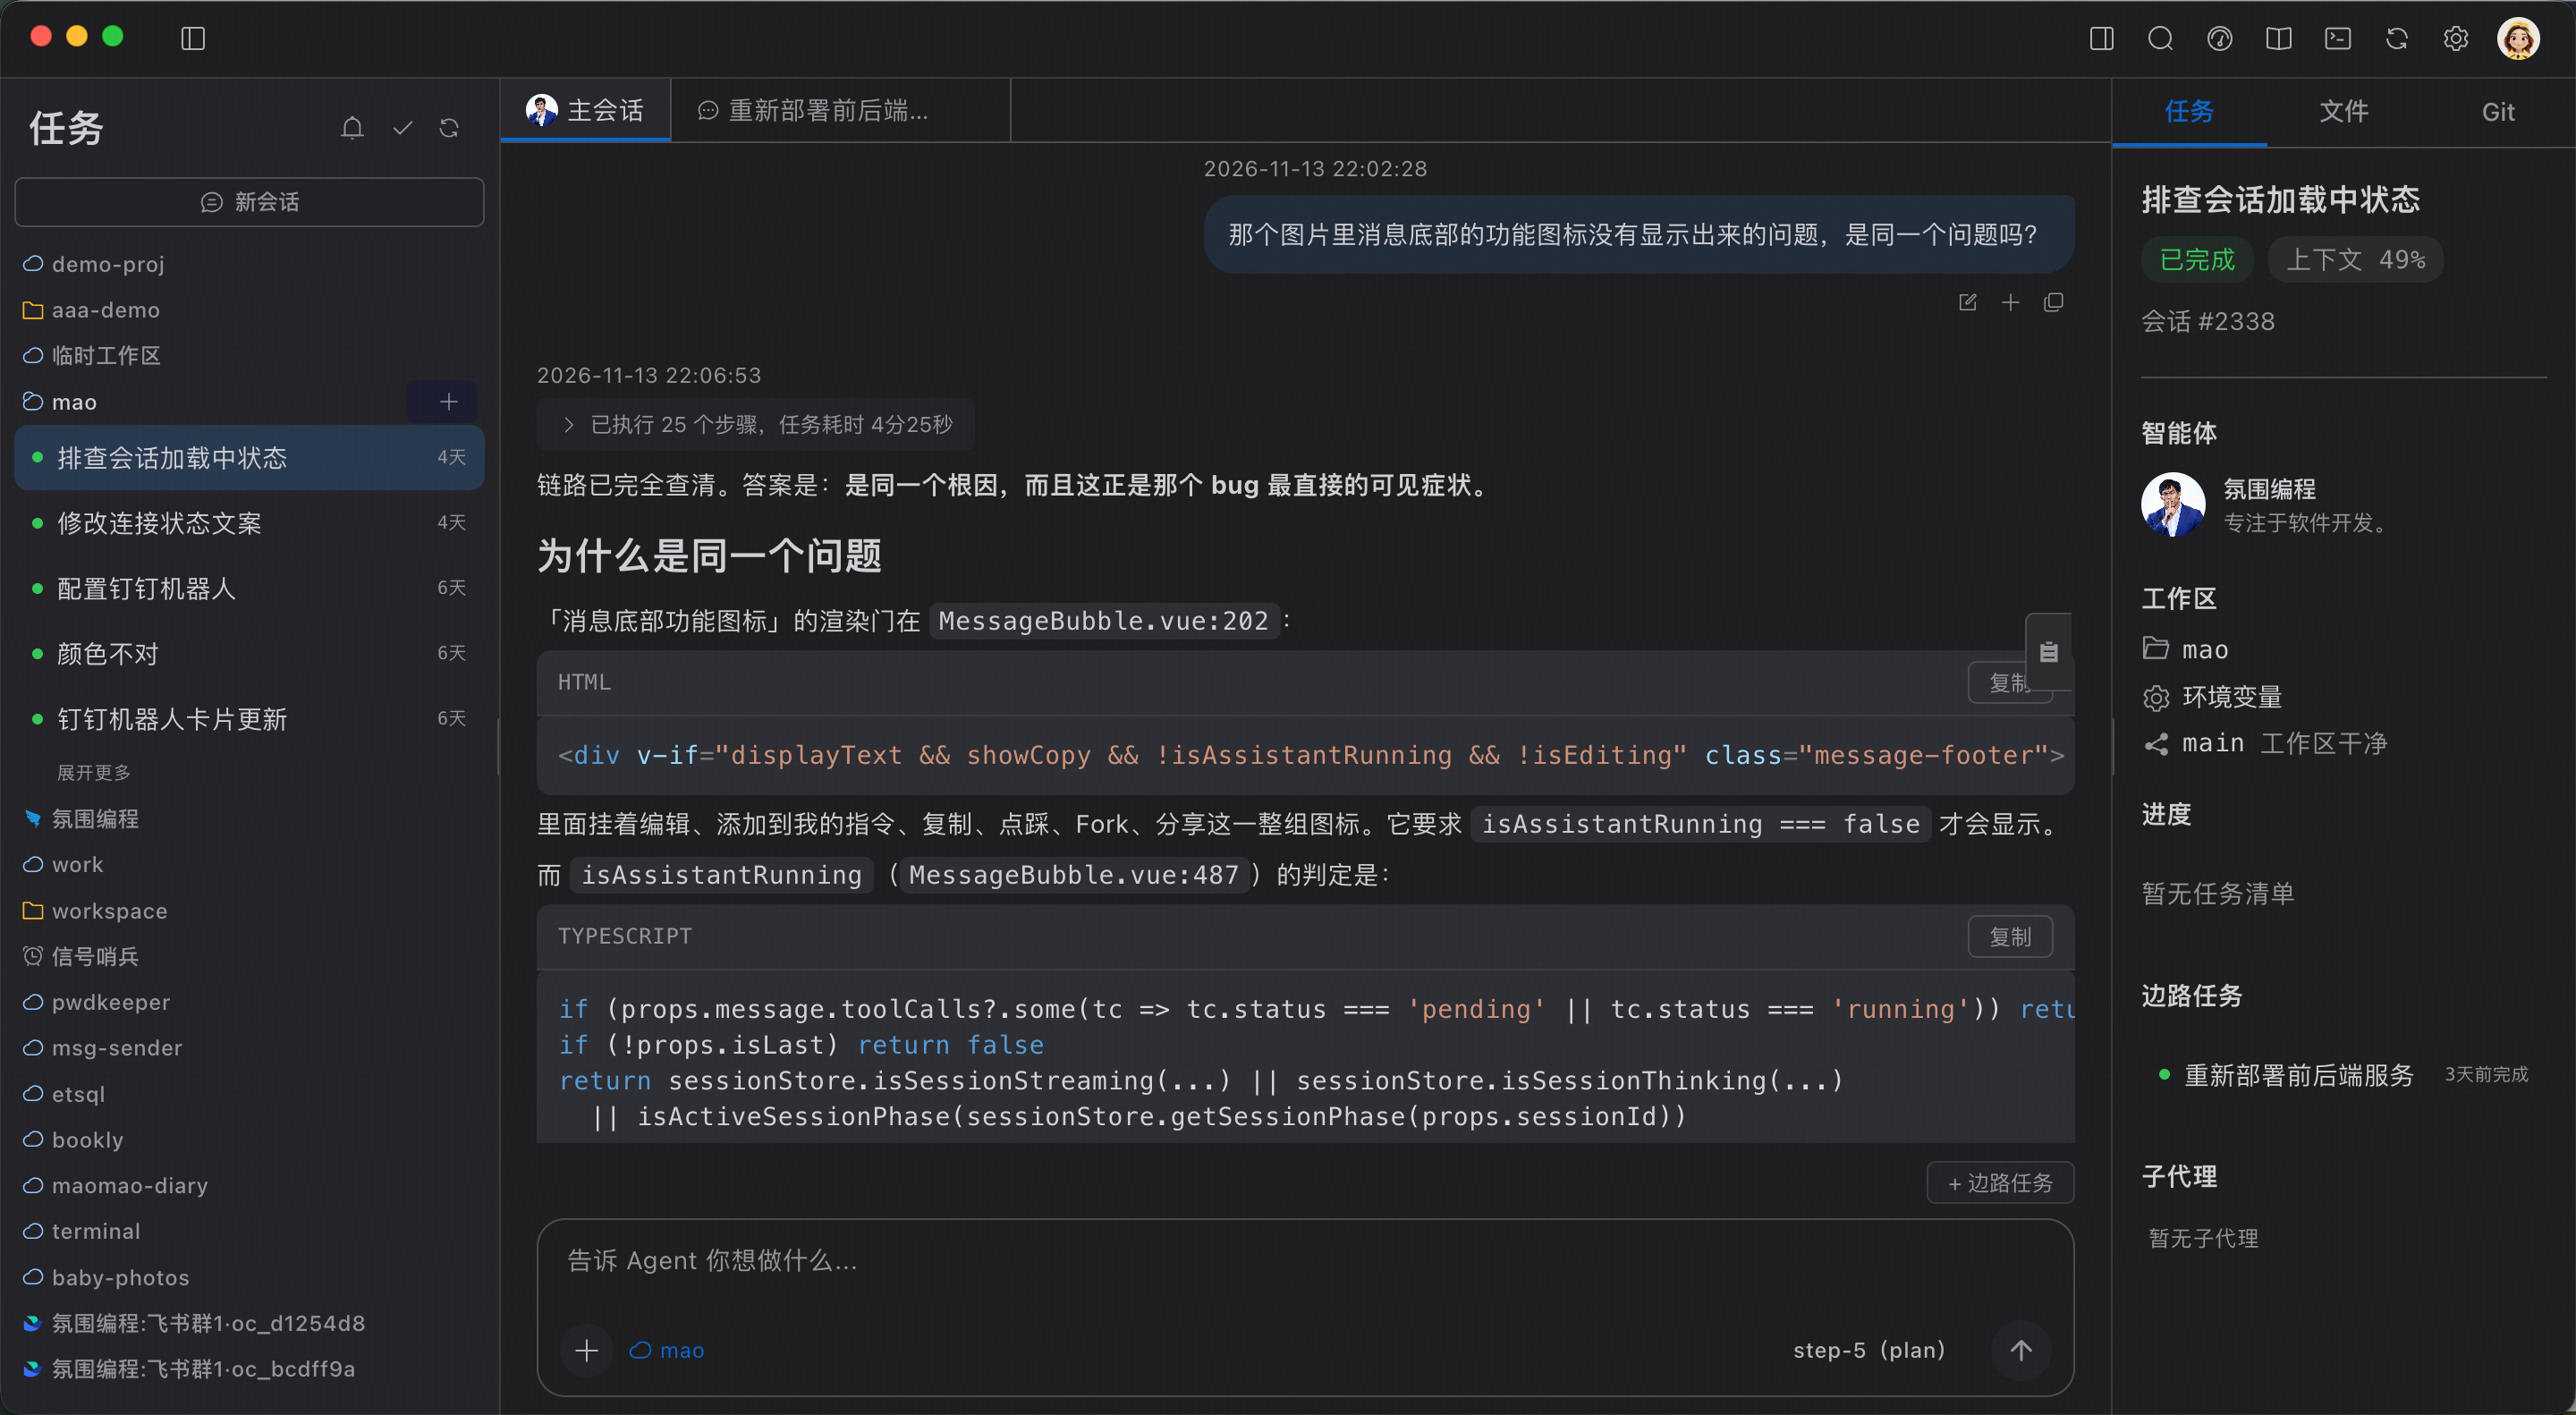 任务
新会话
demo-proj
aaa-demo
临时工作区
mao
排查会话加载中状态 4天
修改连接状态文案 4天
配置钉钉机器人 6天
颜色不对 6天
钉钉机器人卡片更新 6天
展开更多
氛围编程
work
workspace
信号哨兵
pwdkeeper
msg-sender
etsql
bookly
maomao-diary
terminal
baby-photos
氛围编程:飞书群1·oc_d1254d8
氛围编程:飞书群1·oc_bcdff9a
主会话 重新部署前后端...
2026-11-13 22:02:28
那个图片里消息底部的功能图标没有显示出来的问题，是同一个问题吗?
2026-11-13 22:06:53
已执行 25 个步骤，任务耗时 4分25秒
链路已完全查清。答案是：是同一个根因，而且这正是那个 bug 最直接的可见症状。
为什么是同一个问题
「消息底部功能图标」的渲染门在 MessageBubble.vue:202：
HTML 复制
<div v-if="displayText && showCopy && !isAssistantRunning && !isEditing" class="message-footer">
里面挂着编辑、添加到我的指令、复制、点踩、Fork、分享这一整组图标。它要求 isAssistantRunning === false 才会显示。
而 isAssistantRunning（MessageBubble.vue:487）的判定是：
TYPESCRIPT 复制
if (props.message.toolCalls?.some(tc => tc.status === 'pending' || tc.status === 'running')) retu
if (!props.isLast) return false
return sessionStore.isSessionStreaming(...) || sessionStore.isSessionThinking(...)
|| isActiveSessionPhase(sessionStore.getSessionPhase(props.sessionId))
+ 边路任务
告诉 Agent 你想做什么...
mao step-5（plan）
任务 文件 Git
排查会话加载中状态
已完成 上下文 49%
会话 #2338
智能体
氛围编程
专注于软件开发。
工作区
mao
环境变量
main 工作区干净
进度
暂无任务清单
边路任务
重新部署前后端服务 3天前完成
子代理
暂无子代理